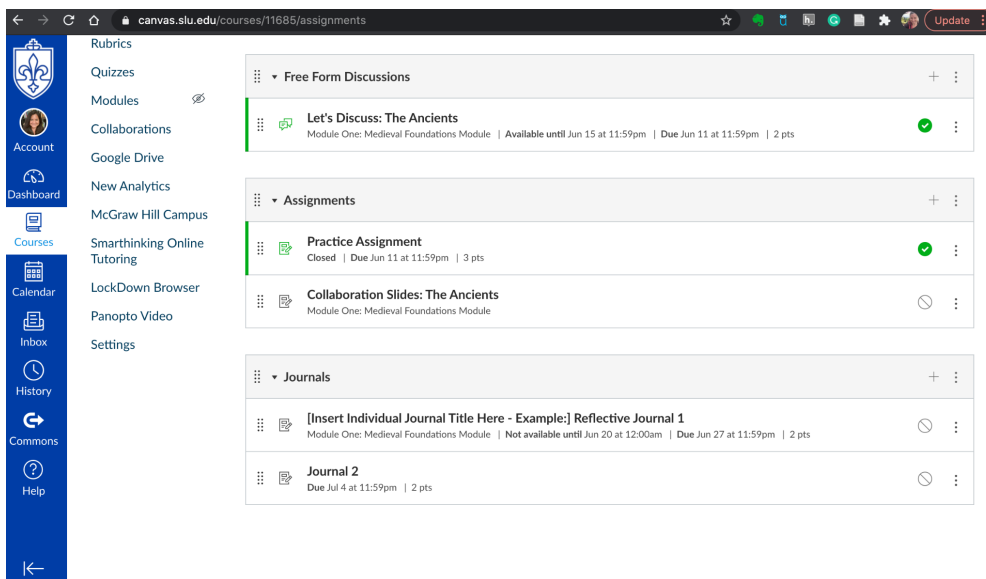 canvas.slu.edu/courses/11685/assignments
Update
Account
Dashboard
Courses
Calendar
Inbox
History
Commons
Help
Rubrics
Quizzes
Modules
Collaborations
Google Drive
New Analytics
McGraw Hill Campus
Smarthinking Online
Tutoring
LockDown Browser
Panopto Video
Settings
Free Form Discussions
Let's Discuss: The Ancients
Module One: Medieval Foundations Module | Available until Jun 15 at 11:59pm | Due Jun 11 at 11:59pm | 2 pts
Assignments
Practice Assignment
Closed | Due Jun 11 at 11:59pm | 3 pts
Collaboration Slides: The Ancients
Module One: Medieval Foundations Module
Journals
[Insert Individual Journal Title Here - Example:] Reflective Journal 1
Module One: Medieval Foundations Module | Not available until Jun 20 at 12:00am | Due Jun 27 at 11:59pm | 2 pts
Journal 2
Due Jul 4 at 11:59pm | 2 pts